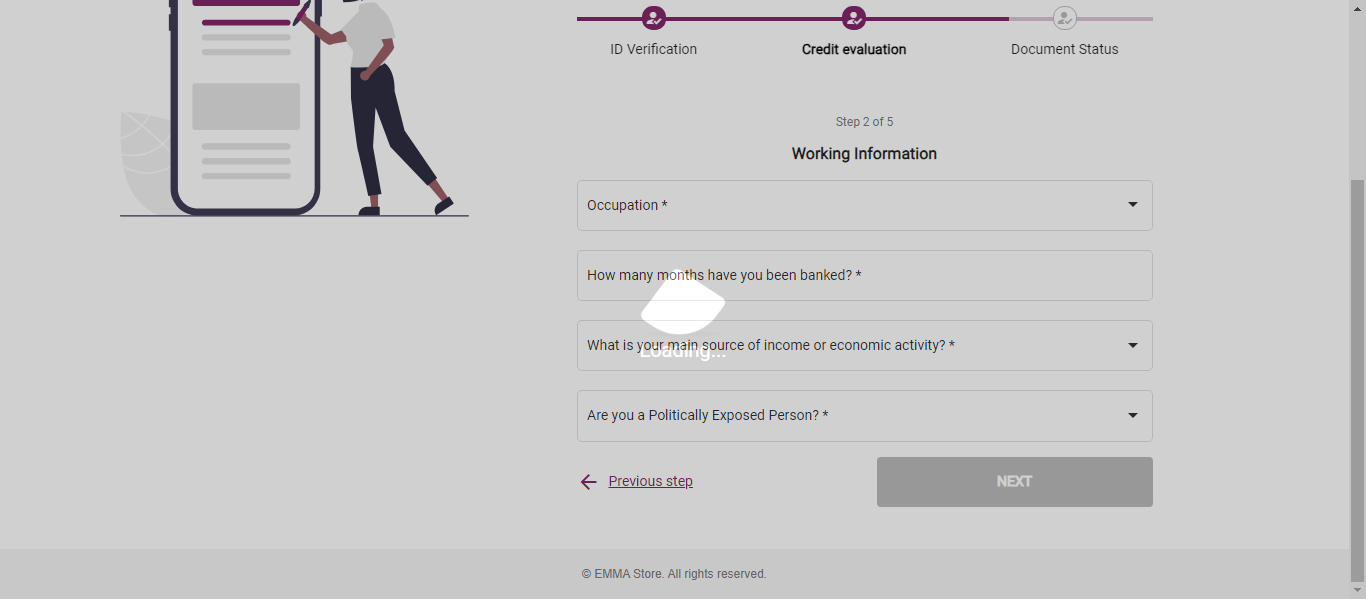 ID Verification
Credit evaluation
Document Status
Step 2 of 5
Working Information
Occupation *
How many months have you been banked? *
What is your main source of income or economic activity? *
Loading...
Are you a Politically Exposed Person? *
Previous step
NEXT
© EMMA Store. All rights reserved.